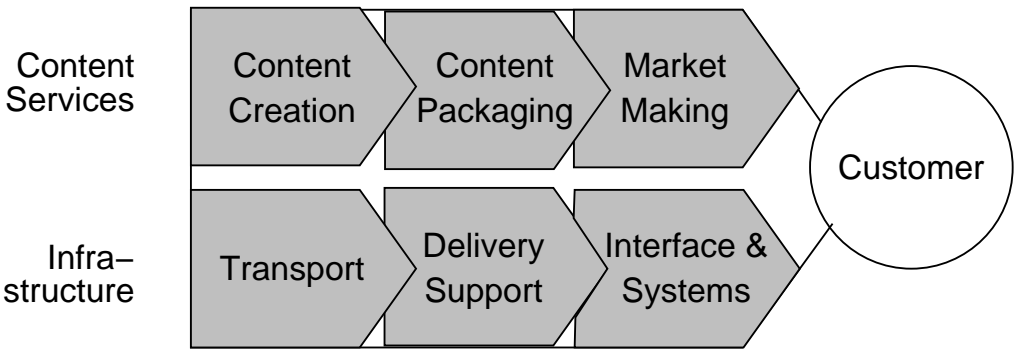 Content
Services
Content
Creation
Content
Packaging
Market
Making
Customer
Infra–
structure
Transport
Delivery
Support
Interface &
Systems